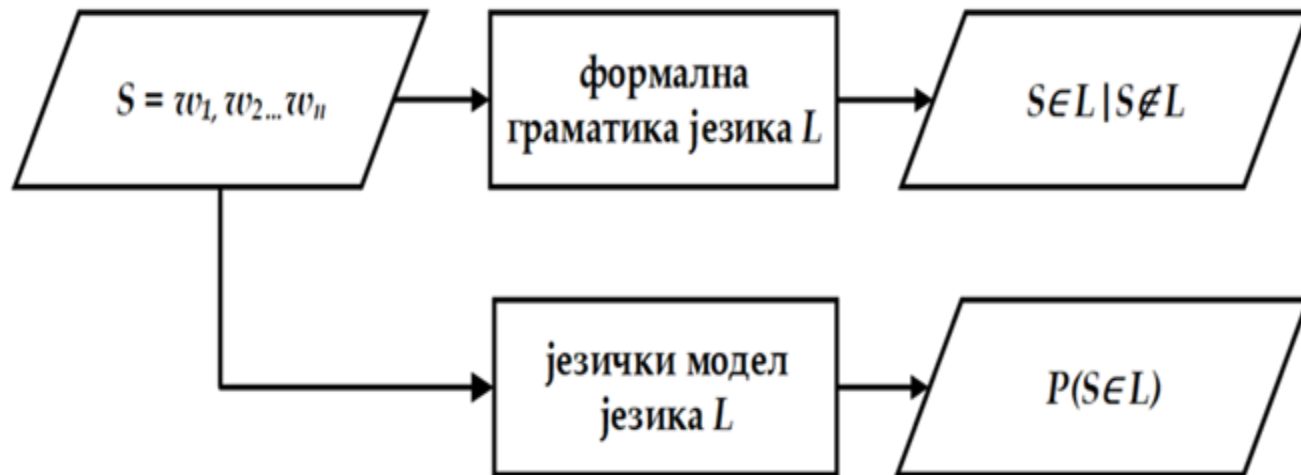 S = w₁, w₂... wₙ
формална
граматика језика L
S∈L | S∉L
језички модел
језика L
P(S∈L)